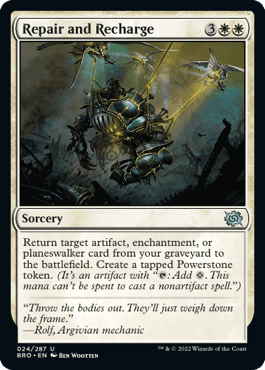 Repair and Recharge 3
Sorcery
Return target artifact, enchantment, or
planeswalker card from your graveyard to
the battlefield. Create a tapped Powerstone
token. (It's an artifact with “: Add . This
mana can't be spent to cast a nonartifact spell.”)
“Throw the bodies out. They'll just weigh down
the frame.”
—Rolf, Argivian mechanic
024/287 U
BRO • EN Ben Wootten ™ & © 2022 Wizards of the Coast